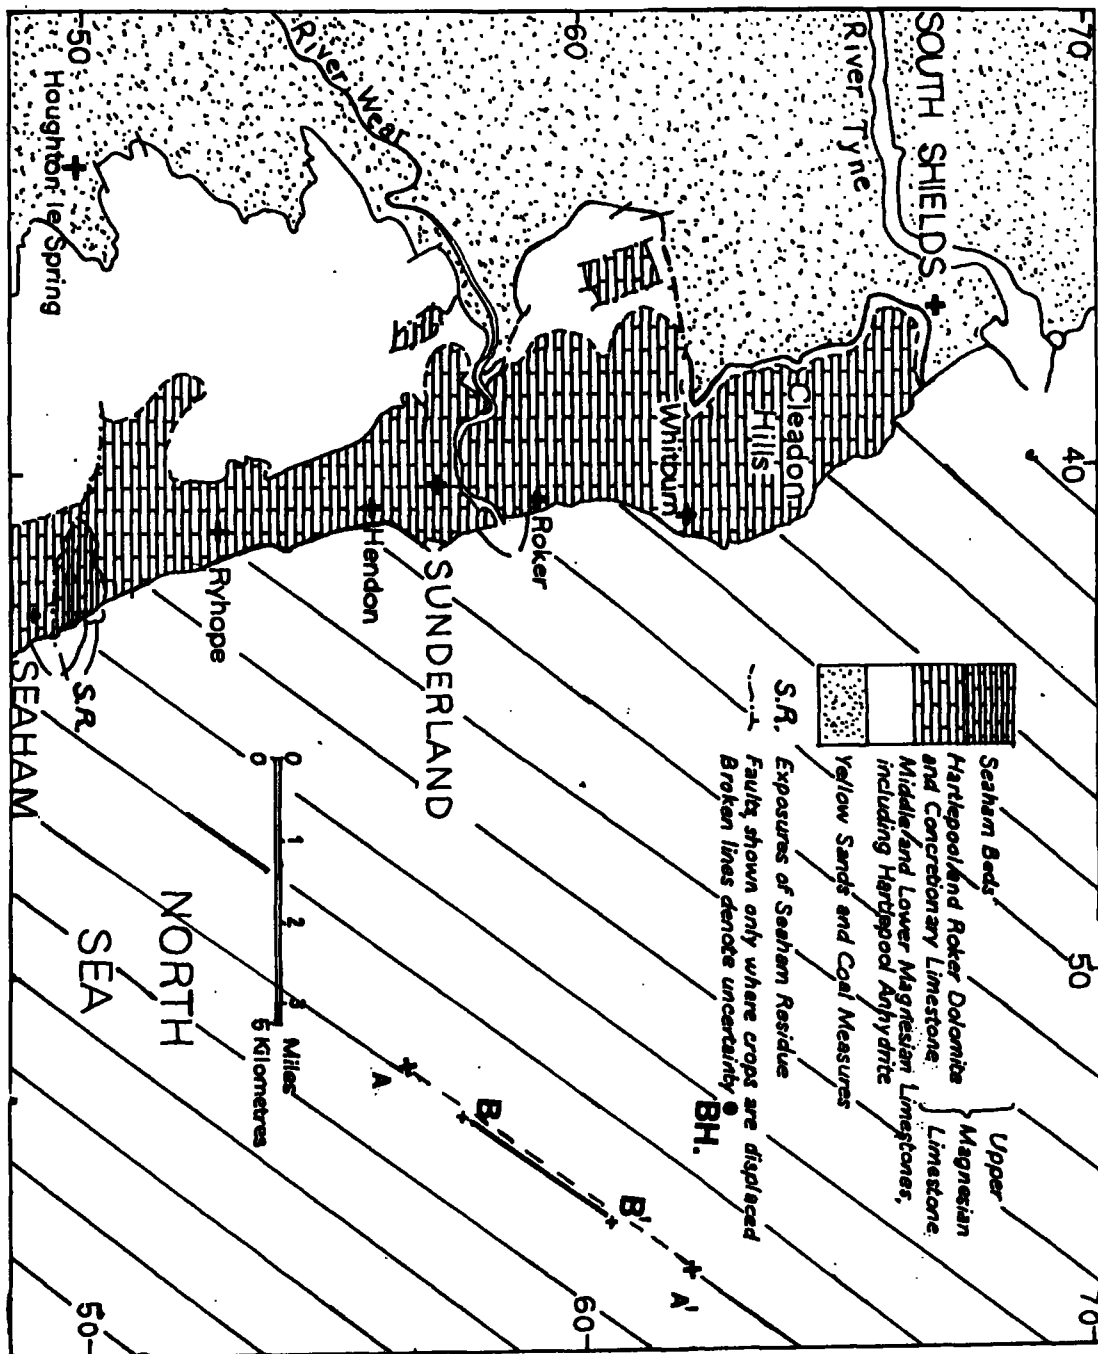 70
40
50
70
SOUTH SHIELDS
River Tyne
Cleadon
Hills
Whitburn
60
River Wear
Roker
SUNDERLAND
Hendon
Ryhope
50
Houghton le Spring
S.R.
SEAHAM
NORTH
SEA
Seaham Beds
Hartlepool and Roker Dolomite
and Concretionary Limestone
Upper
Magnesian
Limestone
Middle and Lower Magnesian Limestones,
including Hartlepool Anhydrite
Yellow Sands and Coal Measures
S.R. Exposures of Seaham Residue
Faults, shown only where crops are displaced
Broken lines denote uncertainty
BH.
0 1 2 3 Miles
0 5 Kilometres
A
B
B'
A'
60
50